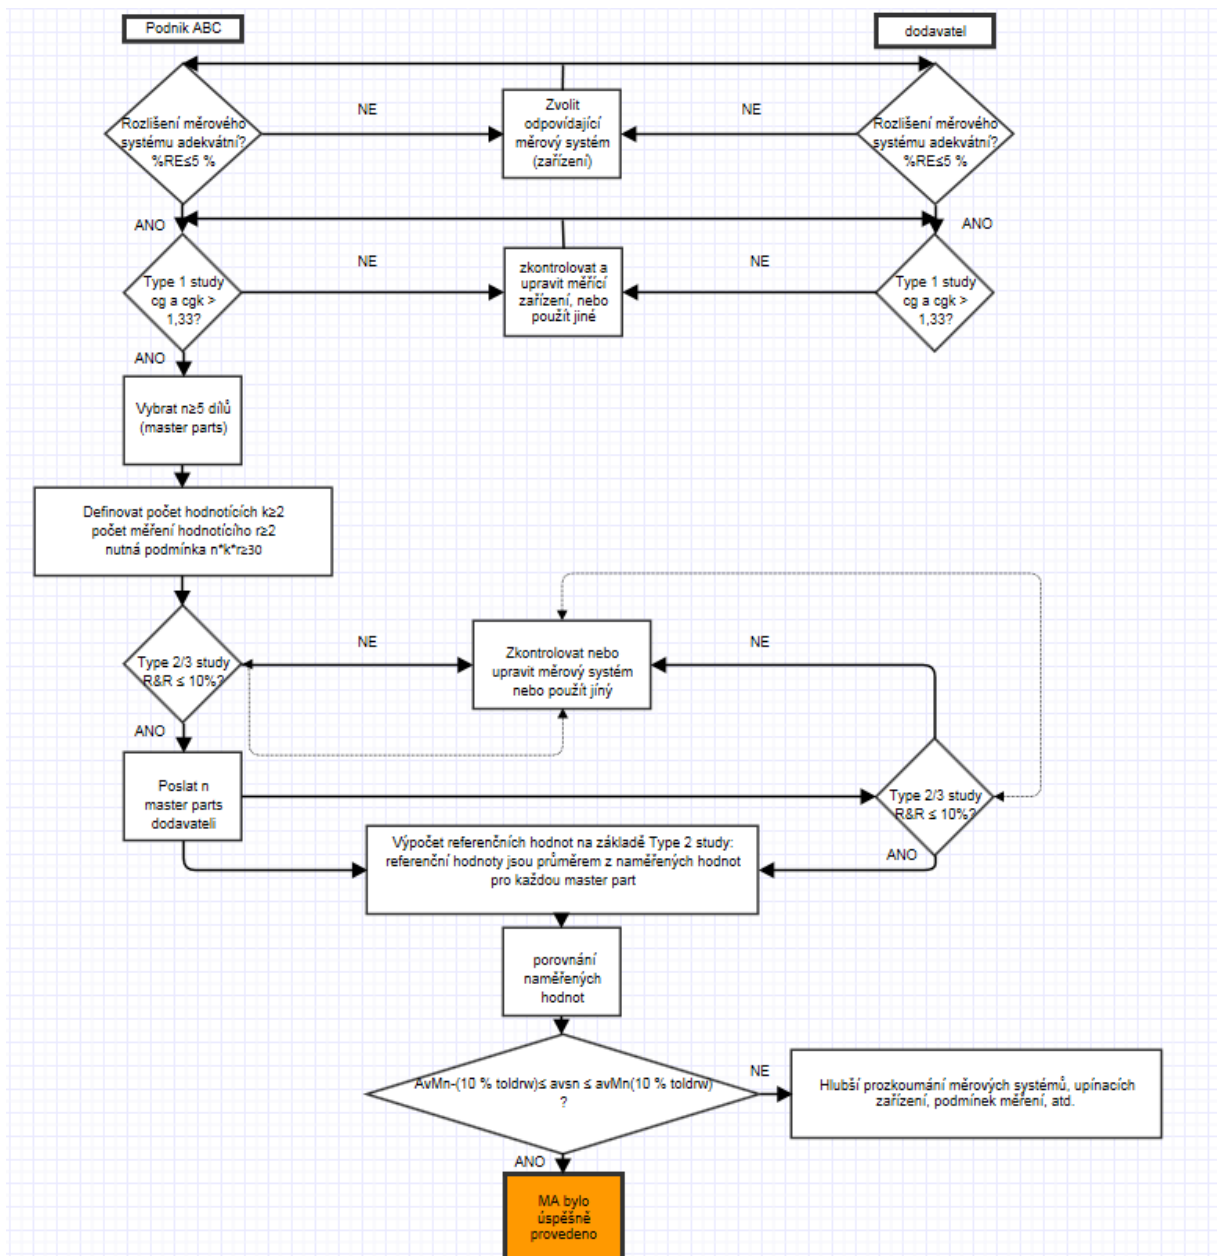 Podnik ABC
dodavatel
Rozlišení měrového
systému adekvátní?
%RE≤5 %
NE
Zvolit
odpovídající
měrový systém
(zařízení)
NE
Rozlišení měrového
systému adekvátní?
%RE≤5 %
ANO
ANO
Type 1 study
cg a cgk >
1,33?
NE
zkontrolovat a
upravit měřící
zařízení, nebo
použít jiné
NE
Type 1 study
cg a cgk >
1,33?
ANO
Vybrat n≥5 dílů
(master parts)
Definovat počet hodnotících k≥2
počet měření hodnotícího r≥2
nutná podmínka n*k*r≥30
Type 2/3 study
R&R ≤ 10%?
NE
Zkontrolovat nebo
upravit měrový systém
nebo použít jíný
NE
ANO
Poslat n
master parts
dodavateli
Type 2/3 study
R&R ≤ 10%?
ANO
Výpočet referenčních hodnot na základě Type 2 study:
referenční hodnoty jsou průměrem z naměřených hodnot
pro každou master part
porovnání
naměřených
hodnot
AvMn-(10 % toldrw)≤ avsn ≤ avMn(10 % toldrw)
?
NE
Hlubší prozkoumání měrových systémů, upínacích
zařízení, podmínek měření, atd.
ANO
MA bylo
úspěšně
provedeno